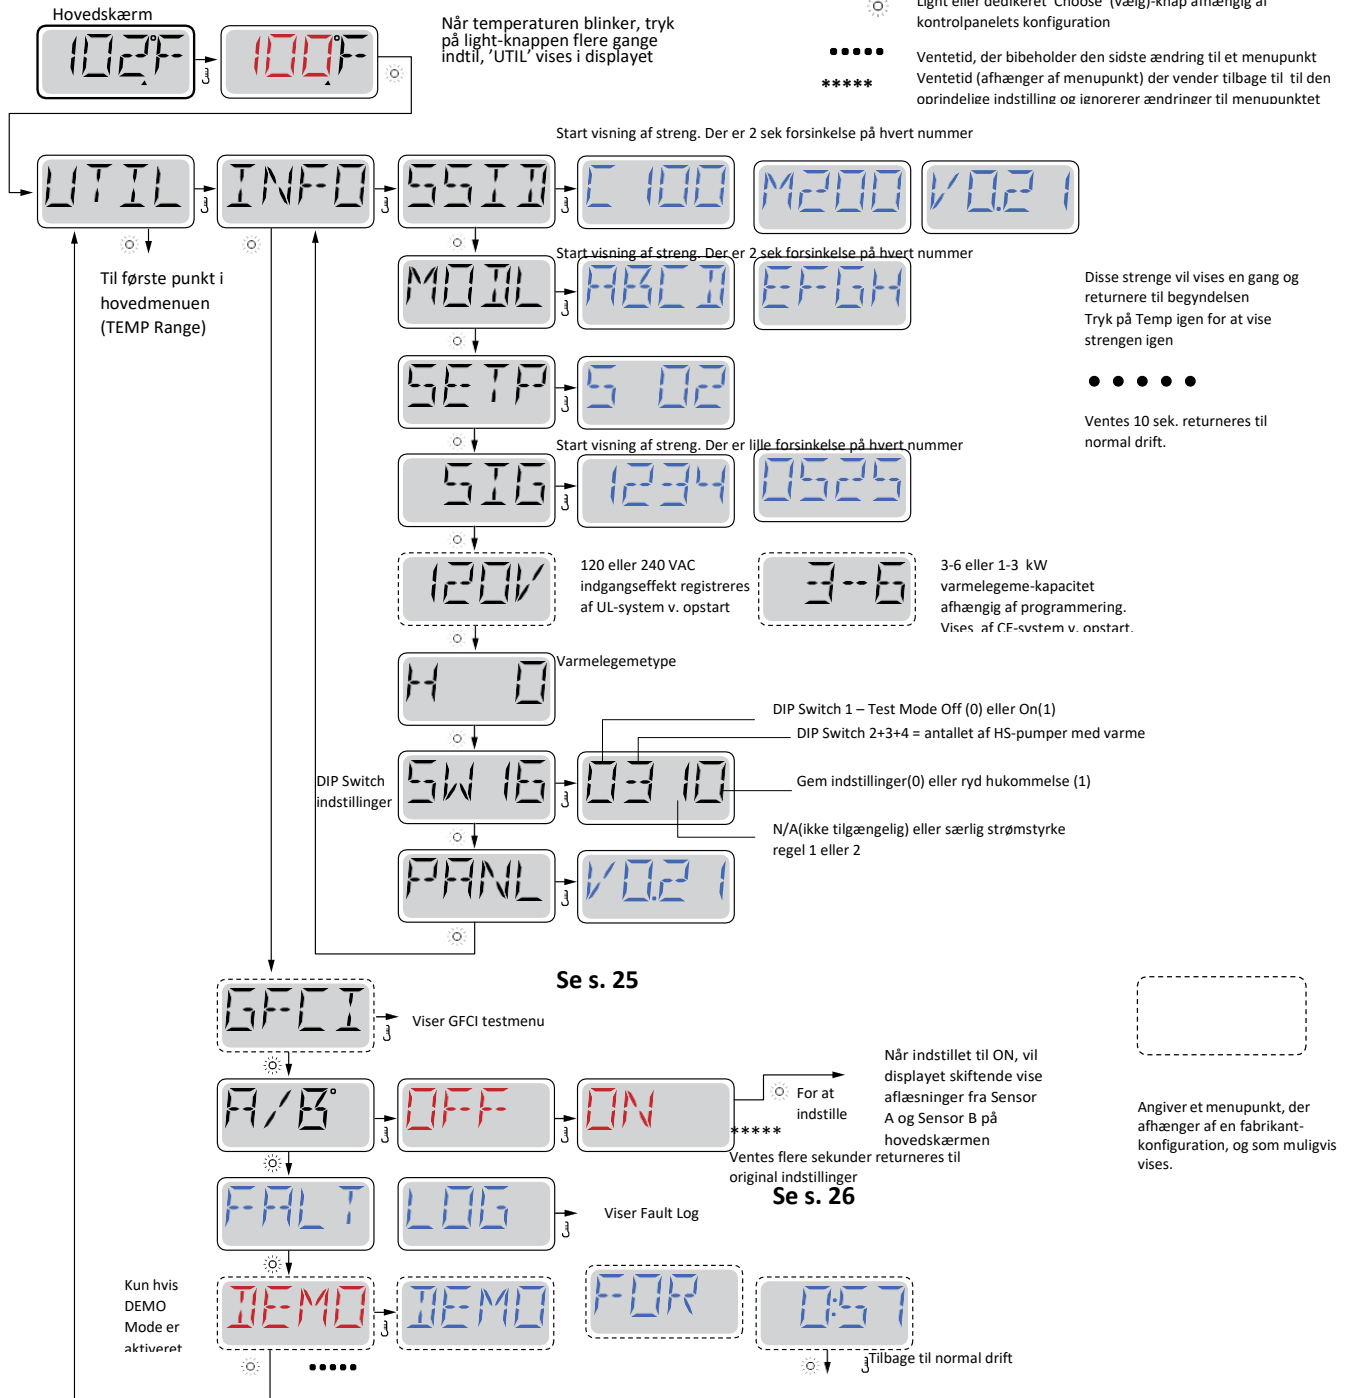 Light eller dedikeret 'Choose' (vælg)-knap afhængig af
kontrolpanelets konfiguration
Hovedskærm
102°F
100°F
Når temperaturen blinker, tryk
på light-knappen flere gange
indtil, 'UTIL' vises i displayet
Ventetid, der bibeholder den sidste ændring til et menupunkt
***** Ventetid (afhænger af menupunkt) der vender tilbage til til den
oprindelige indstilling og ignorerer ændringer til menupunktet
Start visning af streng. Der er 2 sek forsinkelse på hvert nummer
UTIL
INFO
SSID
C 100
M200
V0.21
Til første punkt i
hovedmenuen
(TEMP Range)
Start visning af streng. Der er 2 sek forsinkelse på hvert nummer
MODL
ABCD
EFGH
Disse strenge vil vises en gang og
returnere til begyndelsen
Tryk på Temp igen for at vise
strengen igen
SETP
S 02
Ventes 10 sek. returneres til
normal drift.
Start visning af streng. Der er lille forsinkelse på hvert nummer
SIG
1234
0525
120V
120 eller 240 VAC
indgangseffekt registreres
af UL-system v. opstart
3-6
3-6 eller 1-3 kW
varmelegeme-kapacitet
afhængig af programmering.
Vises af CE-system v. opstart.
H 0
Varmelegemetype
DIP Switch 1 – Test Mode Off (0) eller On(1)
DIP Switch 2+3+4 = antallet af HS-pumper med varme
DIP Switch
indstillinger
SW 16
0310
Gem indstillinger(0) eller ryd hukommelse (1)
N/A(ikke tilgængelig) eller særlig strømstyrke
regel 1 eller 2
PANL
V0.21
Se s. 25
GFCI
Viser GFCI testmenu
A/B°
OFF
ON
For at
indstille
*****
Når indstillet til ON, vil
displayet skiftende vise
aflæsninger fra Sensor
A og Sensor B på
hovedskærmen
Ventes flere sekunder returneres til
original indstillinger
Angiver et menupunkt, der
afhænger af en fabrikant-
konfiguration, og som muligvis
vises.
Se s. 26
FALT
LOG
Viser Fault Log
Kun hvis
DEMO
Mode er
aktiveret
DEMO
DEMO
FOR
0:57
Tilbage til normal drift